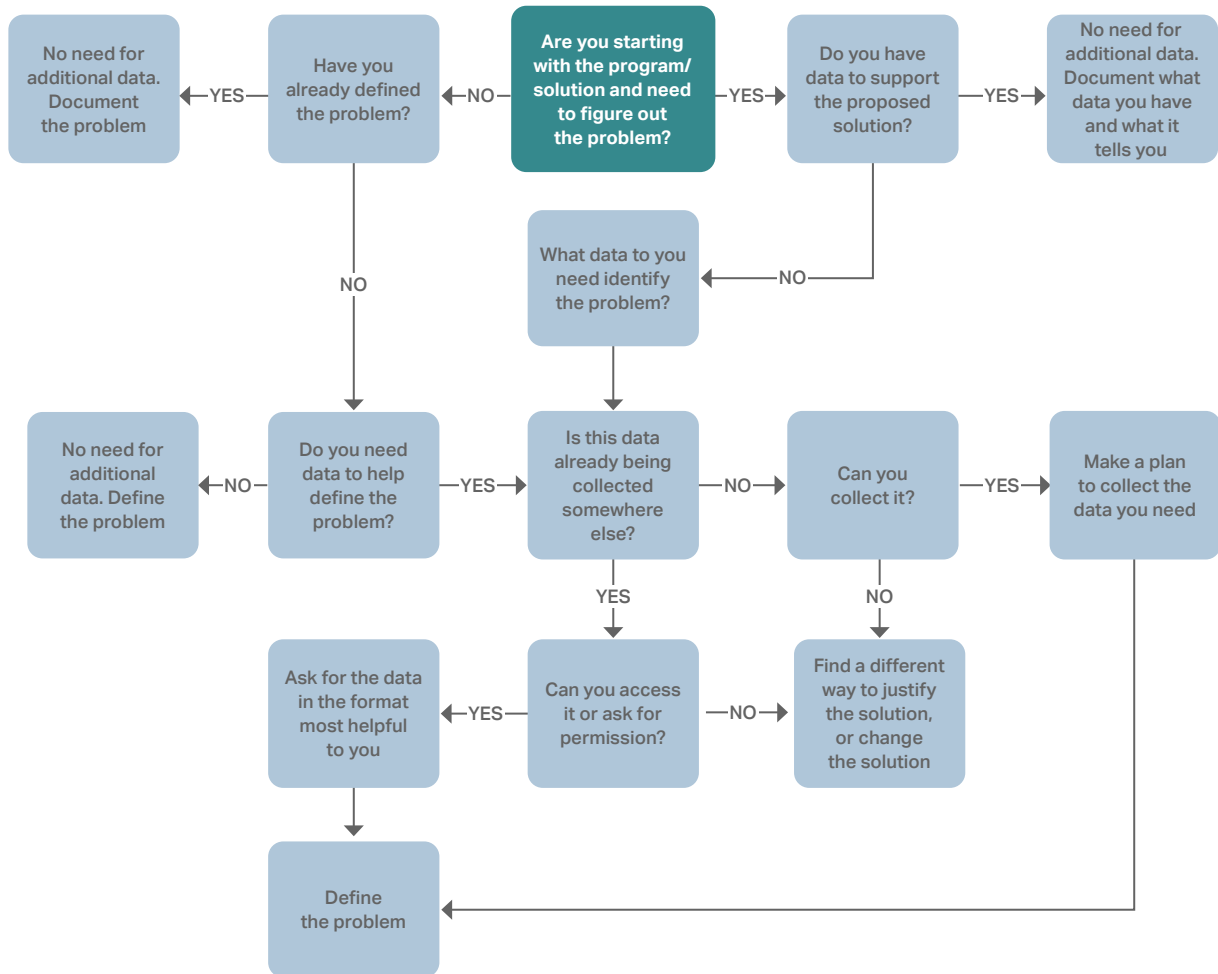 No need for
additional data.
Document
the problem
YES
Have you
already defined
the problem?
NO
Are you starting
with the program/
solution and need
to figure out
the problem?
YES
Do you have
data to support
the proposed
solution?
YES
No need for
additional data.
Document what
data you have
and what it
tells you
NO
What data to you
need identify
the problem?
NO
No need for
additional
data. Define
the problem
NO
Do you need
data to help
define the
problem?
YES
Is this data
already being
collected
somewhere
else?
NO
Can you
collect it?
YES
Make a plan
to collect the
data you need
YES
NO
Ask for the data
in the format
most helpful
to you
YES
Can you access
it or ask for
permission?
NO
Find a different
way to justify
the solution,
or change
the solution
Define
the problem